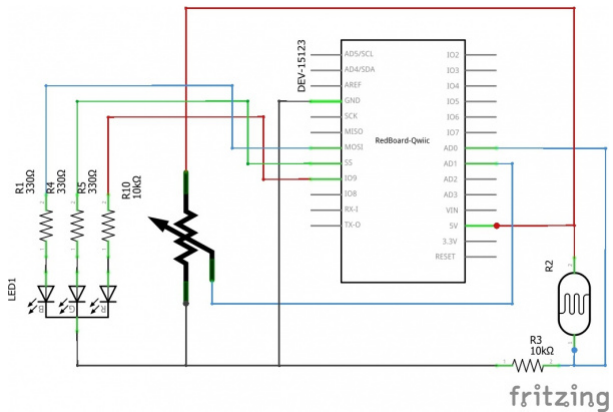 DEV-15123
AD5/SCL
AD4/SDA
AREF
GND
SCK
MISO
MOSI
SS
IO9
IO8
RX-I
TX-O
RedBoard-Qwiic
IO2
IO3
IO4
IO5
IO6
IO7
AD0
AD1
AD2
AD3
VIN
5V
3.3V
RESET
R1
330Ω
R4
330Ω
R5
330Ω
R10
10kΩ
LED1
B
G
R
R2
R3
10kΩ
fritzing